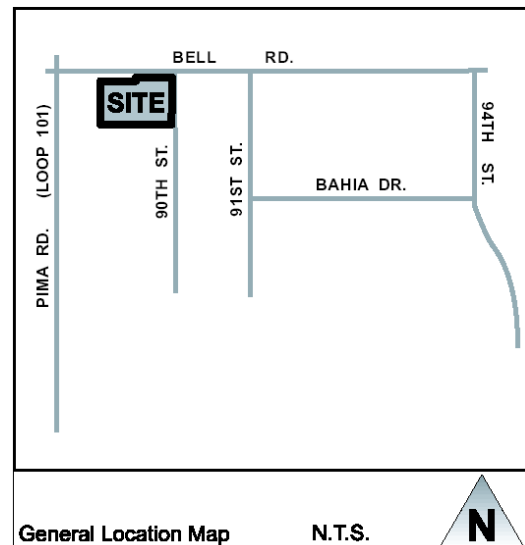 BELL RD.
SITE
PIMA RD. (LOOP 101)
90TH ST.
91ST ST.
94TH ST.
BAHIA DR.
General Location Map N.T.S. N